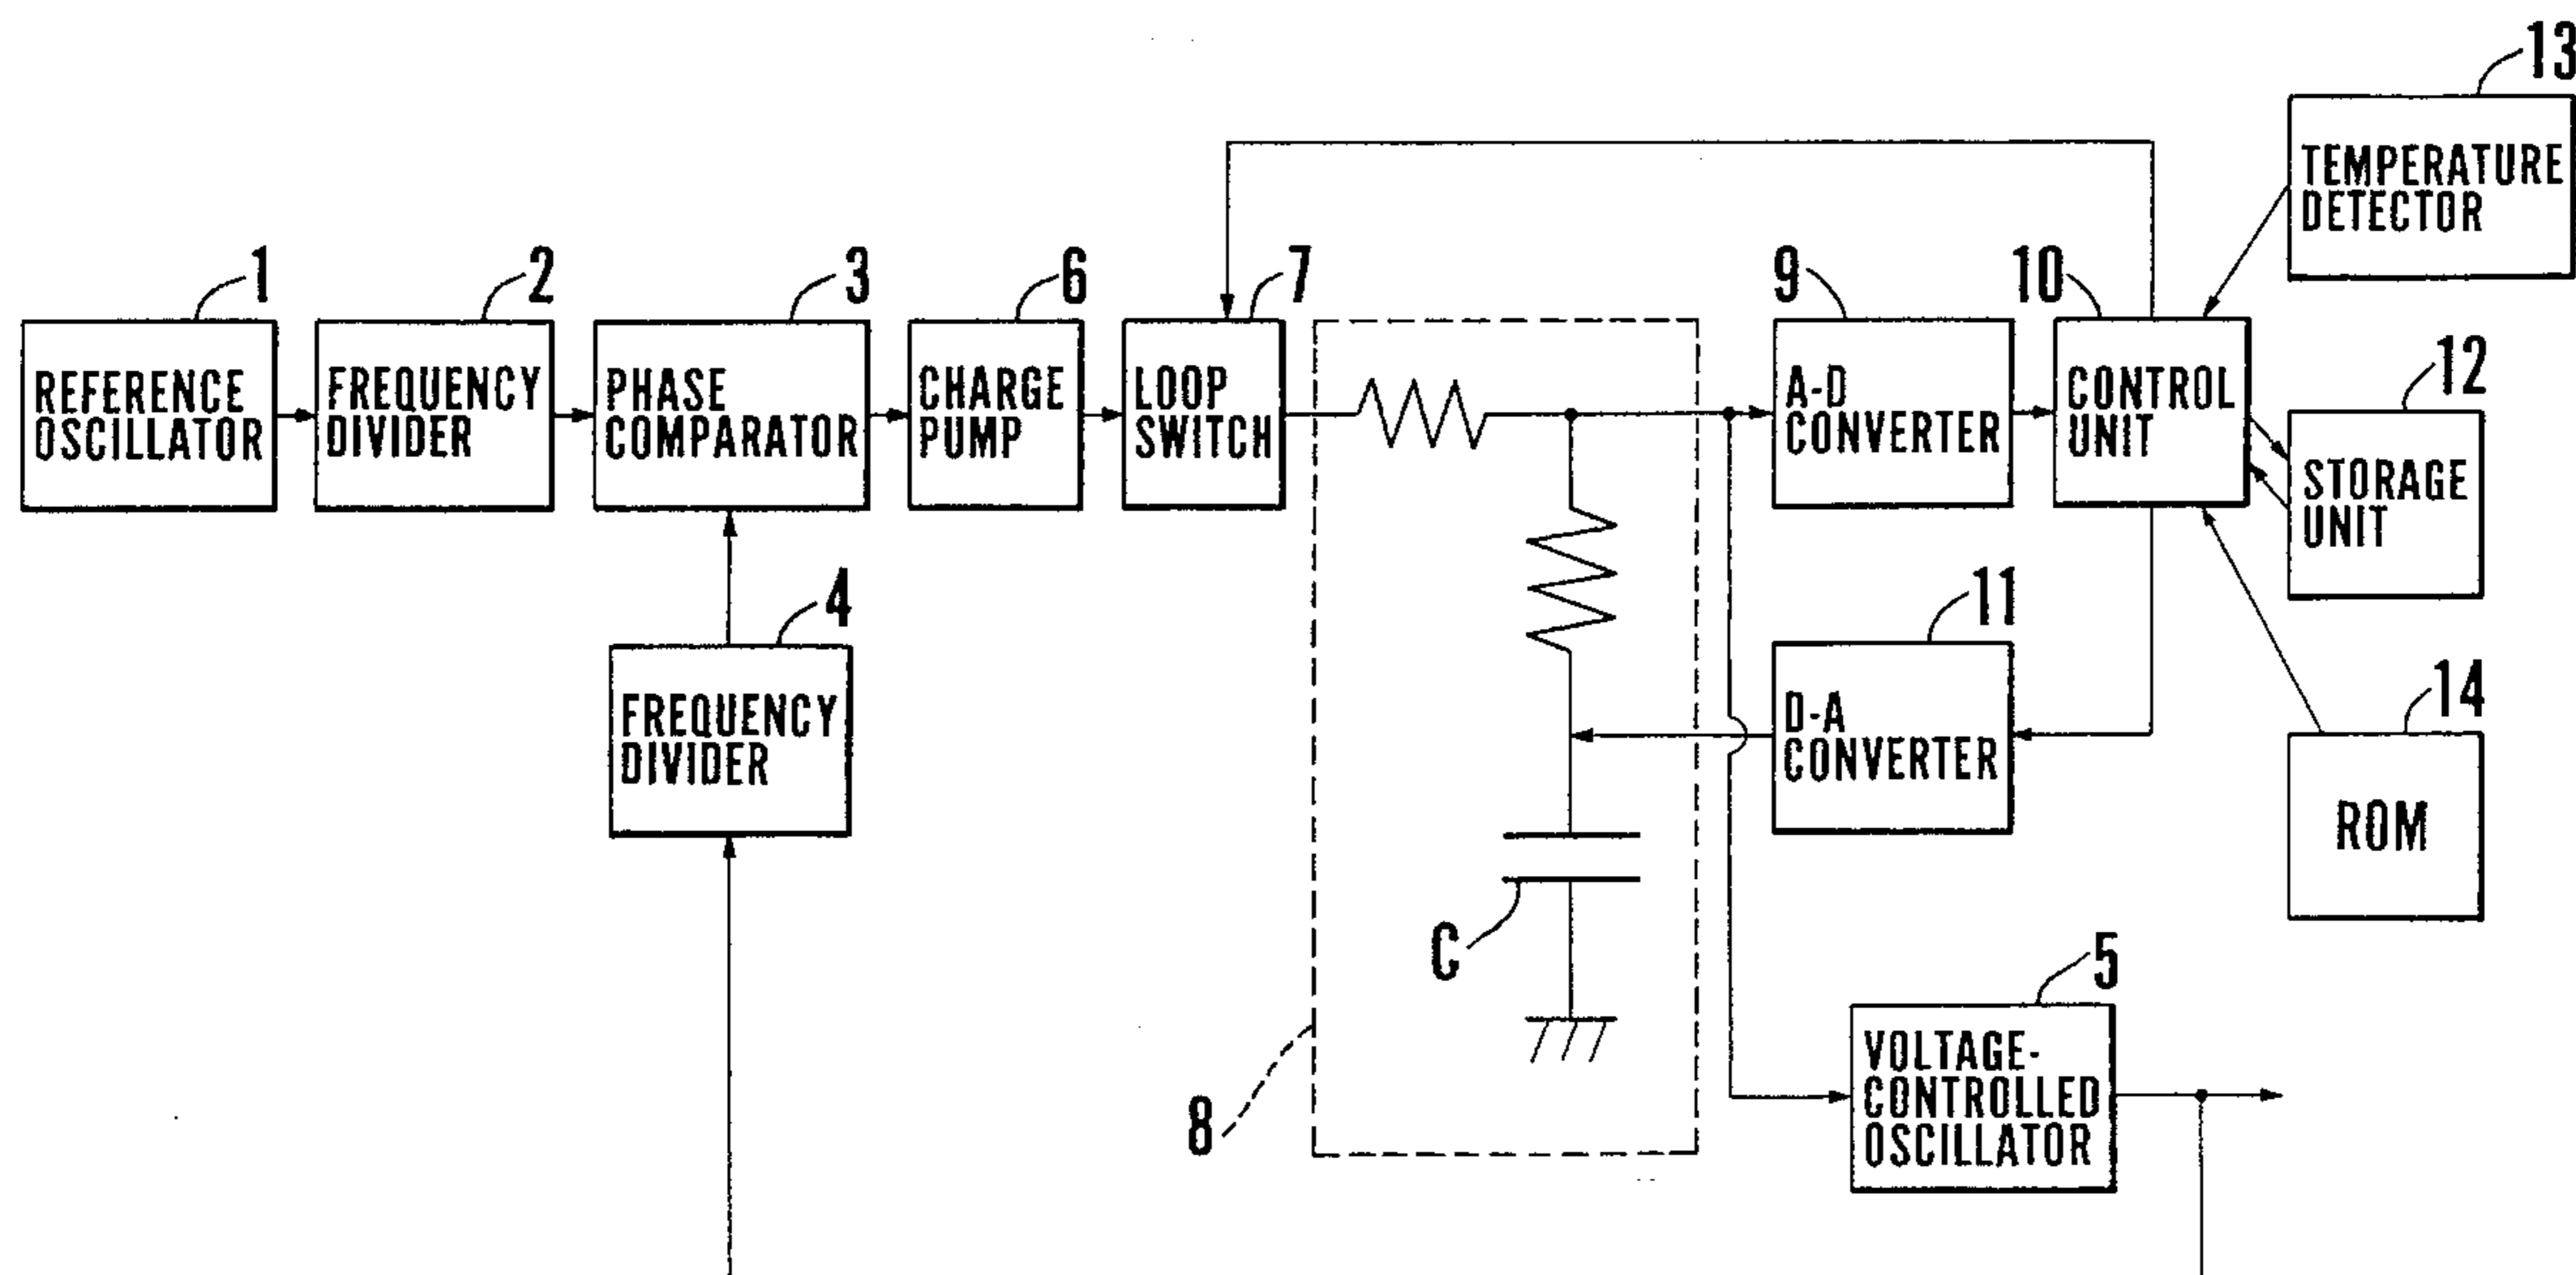 13
TEMPERATURE
DETECTOR
1
2
3
6
7
9
10
REFERENCE
OSCILLATOR
FREQUENCY
DIVIDER
PHASE
COMPARATOR
CHARGE
PUMP
LOOP
SWITCH
A-D
CONVERTER
CONTROL
UNIT
12
STORAGE
UNIT
4
FREQUENCY
DIVIDER
11
D-A
CONVERTER
14
ROM
C
5
VOLTAGE-
CONTROLLED
OSCILLATOR
8